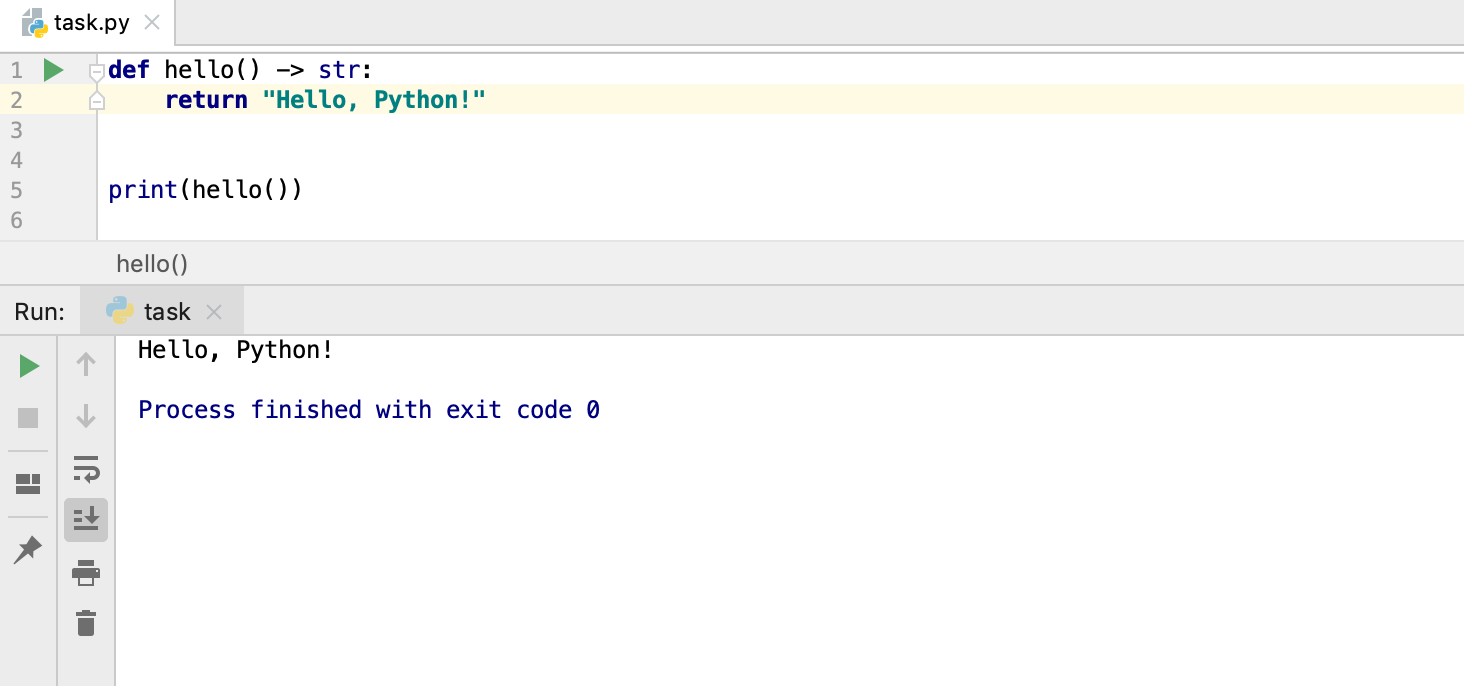 task.py
1 def hello() -> str:
2     return "Hello, Python!"
3
4
5 print(hello())
6
hello()
Run: task
Hello, Python!
Process finished with exit code 0